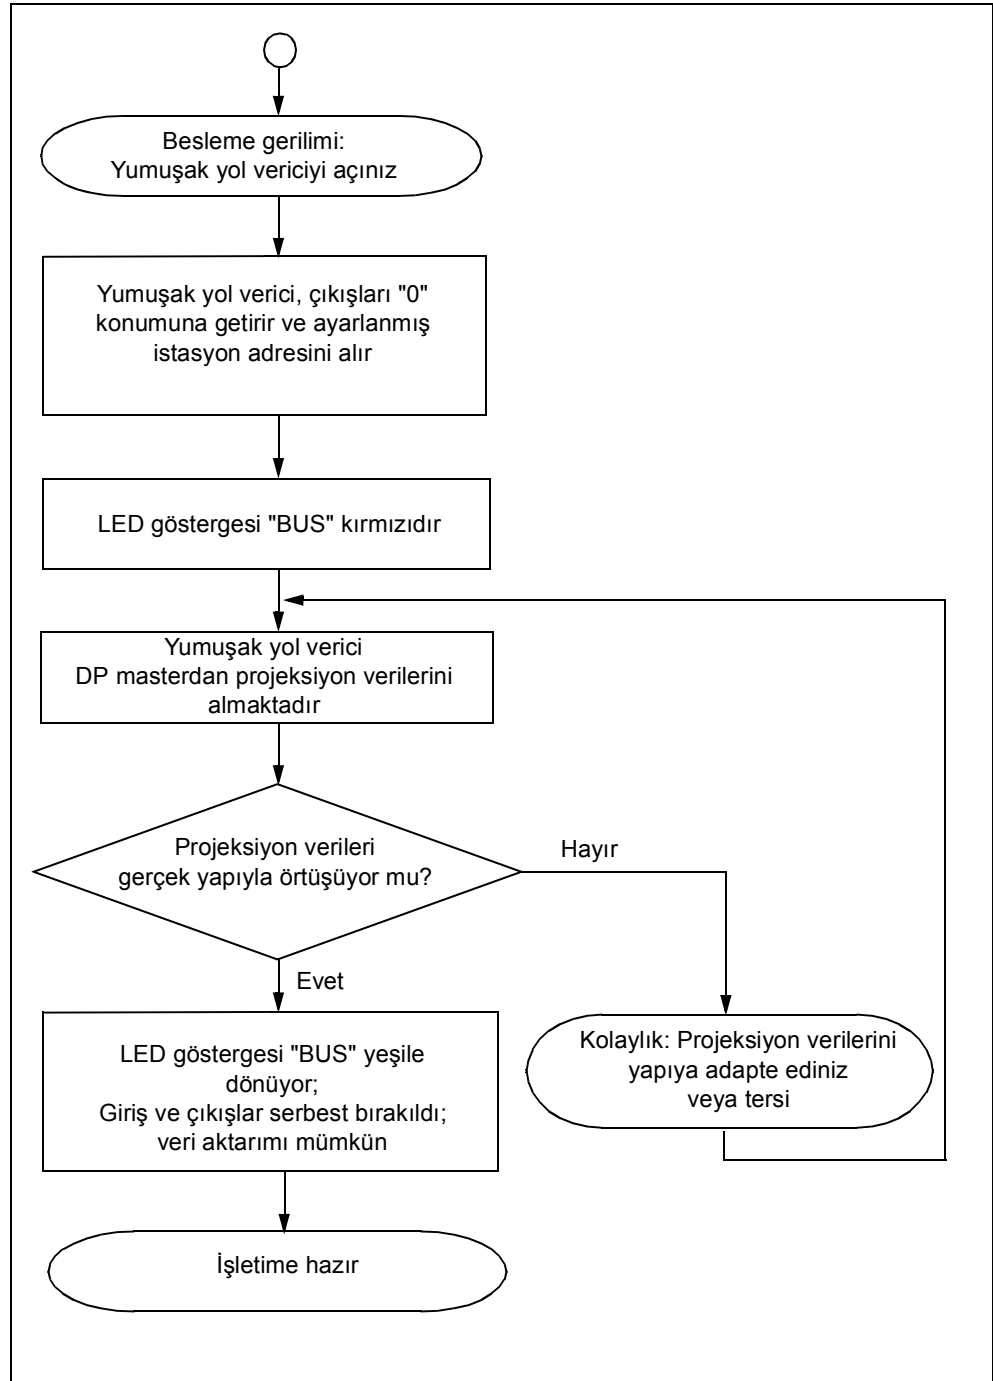 Besleme gerilimi:
Yumuşak yol vericiyi açınız
Yumuşak yol verici, çıkışları "0"
konumuna getirir ve ayarlanmış
istasyon adresini alır
LED göstergesi "BUS" kırmızıdır
Yumuşak yol verici
DP masterdan projeksiyon verilerini
almaktadır
Projeksiyon verileri
gerçek yapıyla örtüşüyor mu?
Hayır
Evet
LED göstergesi "BUS" yeşile
dönüyor;
Giriş ve çıkışlar serbest bırakıldı;
veri aktarımı mümkün
Kolaylık: Projeksiyon verilerini
yapıya adapte ediniz
veya tersi
İşletime hazır